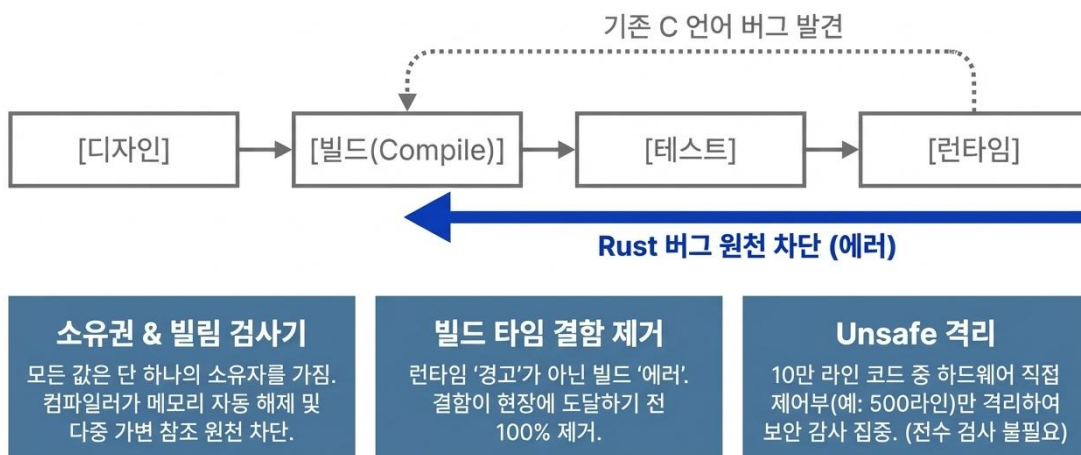 기존 C 언어 버그 발견
[디자인]
[빌드(Compile)]
[테스트]
[런타임]
Rust 버그 원천 차단 (에러)
소유권 & 빌림 검사기
모든 값은 단 하나의 소유자를 가짐.
컴파일러가 메모리 자동 해제 및
다중 가변 참조 원천 차단.
빌드 타임 결함 제거
런타임 ‘경고’가 아닌 빌드 ‘에러’.
결함이 현장에 도달하기 전
100% 제거.
Unsafe 격리
10만 라인 코드 중 하드웨어 직접
제어부(예: 500라인)만 격리하여
보안 감사 집중. (전수 검사 불필요)